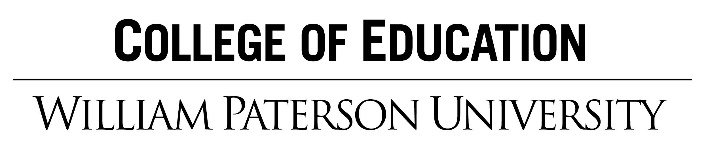 COLLEGE OF EDUCATION
WILLIAM PATERSON UNIVERSITY